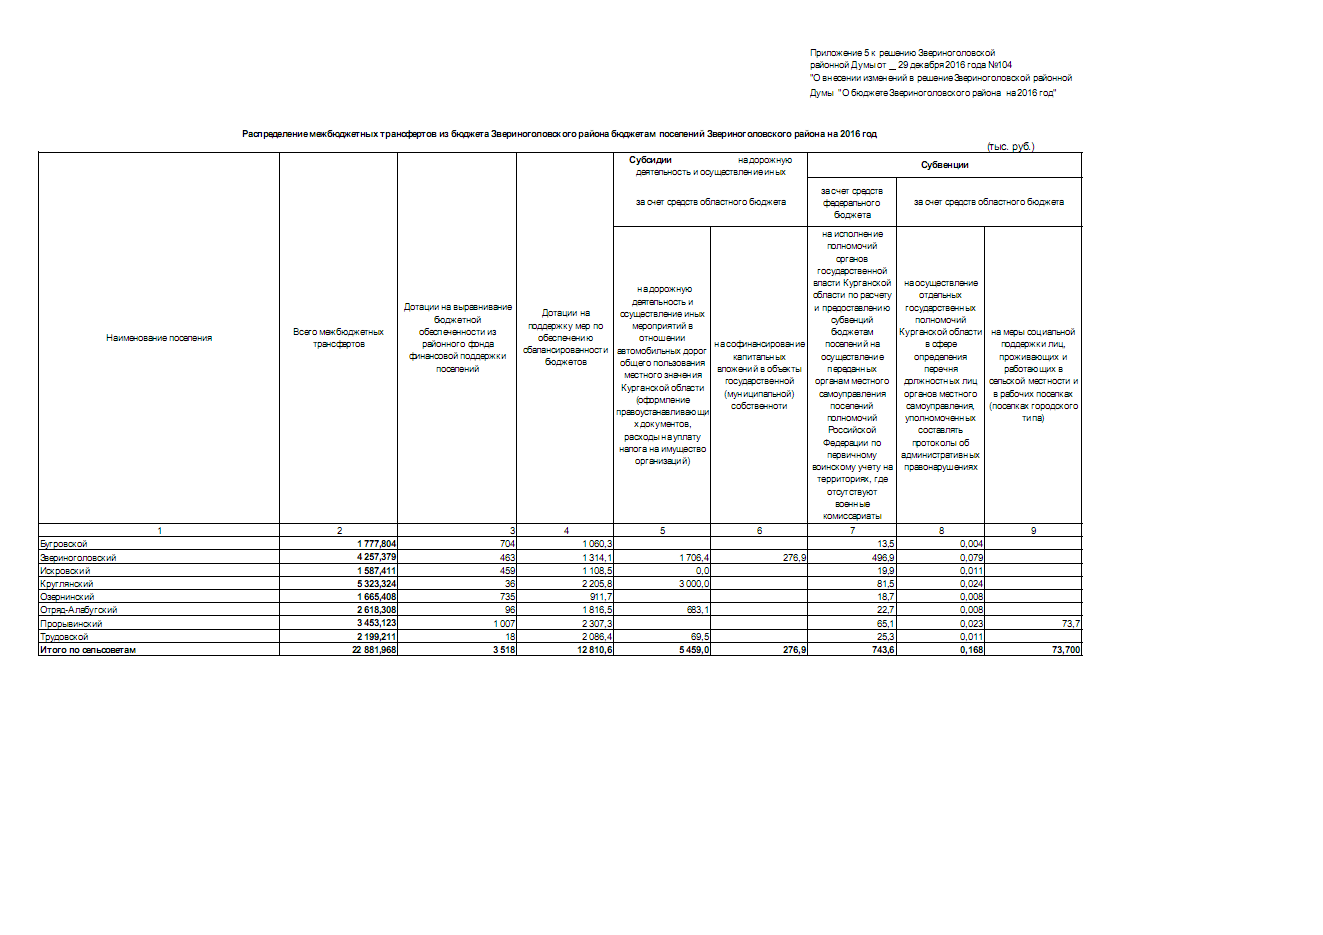 Приложение 5 к решению Звериноголовской
районной Думы от __ 29 декабря 2016 года №104
"О внесении изменений в решение Звериноголовской районной
Думы "О бюджете Звериноголовского района на 2016 год"
Распределение межбюджетных трансфертов из бюджета Звериноголовского района бюджетам поселений Звериноголовского района на 2016 год
(тыс. руб.)
Наименование поселения
Всего межбюджетных
трансфертов
Дотации на выравнивание
бюджетной
обеспеченности из
районного фонда
финансовой поддержки
поселений
Дотации на
поддержку мер по
обеспечению
сбалансированности
бюджетов
Субсидии на дорожную
деятельность и осуществление иных
за счет средств областного бюджета
Субвенции
за счет средств
федерального
бюджета
за счет средств областного бюджета
на дорожную
деятельность и
осуществление иных
мероприятий в
отношении
автомобильных дорог
общего пользования
местного значения
Курганской области
(оформление
правоустанавливающи
х документов,
расходы на уплату
налога на имущество
организаций)
на софинансирование
капитальных
вложений в объекты
государственной
(муниципальной)
собственноти
на исполнение
полномочий
органов
государственной
власти Курганской
области по расчету
и предоставлению
субвенций
бюджетам
поселений на
осуществление
переданных
органам местного
самоуправления
поселений
полномочий
Российской
Федерации по
первичному
воинскому учету на
территориях, где
отсутствуют
военные
комиссариаты
на осуществление
отдельных
государственных
полномочий
Курганской области
в сфере
определения
перечня
должностных лиц
органов местного
самоуправления,
уполномоченных
составлять
протоколы об
административных
правонарушениях
на меры социальной
поддержки лиц,
проживающих и
работающих в
сельской местности и
в рабочих поселках
(поселках городского
типа)
1 2 3 4 5 6 7 8 9
Бугровской 1 777,804 704 1 060,3 13,5 0,004
Звериноголовский 4 257,379 463 1 314,1 1 706,4 276,9 496,9 0,079
Искровский 1 587,411 459 1 108,5 0,0 19,9 0,011
Круглянский 5 323,324 36 2 205,8 3 000,0 81,5 0,024
Озернинский 1 665,408 735 911,7 18,7 0,008
Отряд-Алабугский 2 618,308 96 1 816,5 683,1 22,7 0,008
Прорывинский 3 453,123 1 007 2 307,3 65,1 0,023 73,7
Трудовской 2 199,211 18 2 086,4 69,5 25,3 0,011
Итого по сельсоветам 22 881,968 3 518 12 810,6 5 459,0 276,9 743,6 0,168 73,700